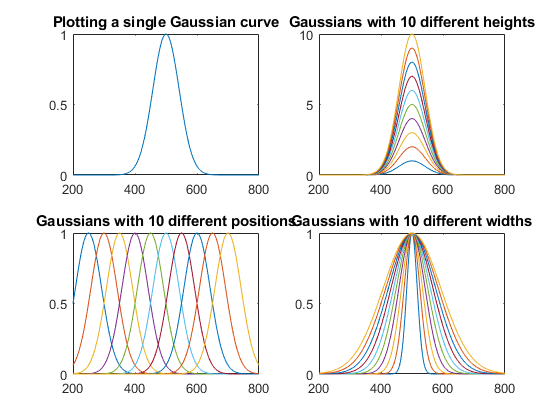 Plotting a single Gaussian curve
1
0.5
0
200 400 600 800
Gaussians with 10 different heights
10
5
0
200 400 600 800
Gaussians with 10 different positions
1
0.5
0
200 400 600 800
Gaussians with 10 different widths
1
0.5
0
200 400 600 800